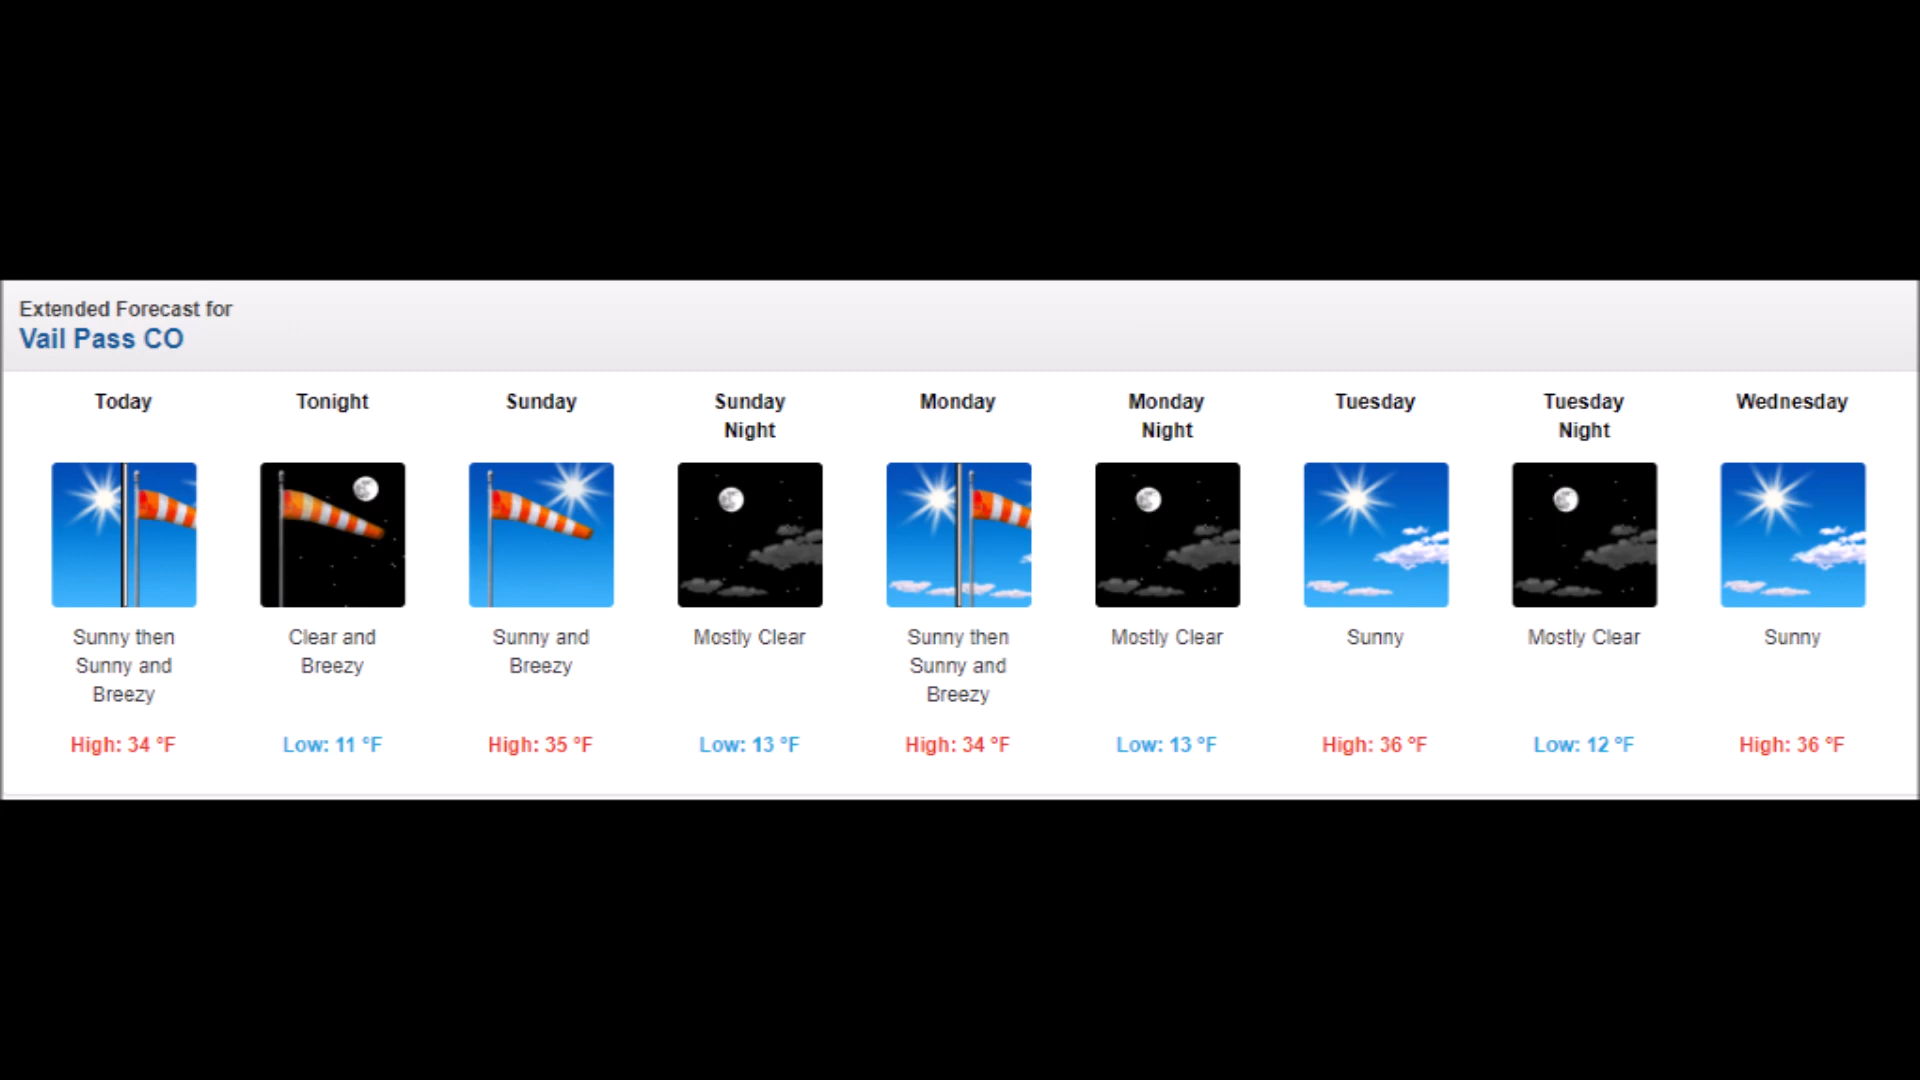 Extended Forecast for
Vail Pass CO
Today
Sunny then
Sunny and
Breezy
High: 34 °F
Tonight
Clear and
Breezy
Low: 11 °F
Sunday
Sunny and
Breezy
High: 35 °F
Sunday
Night
Mostly Clear
Low: 13 °F
Monday
Sunny then
Sunny and
Breezy
High: 34 °F
Monday
Night
Mostly Clear
Low: 13 °F
Tuesday
Sunny
High: 36 °F
Tuesday
Night
Mostly Clear
Low: 12 °F
Wednesday
Sunny
High: 36 °F